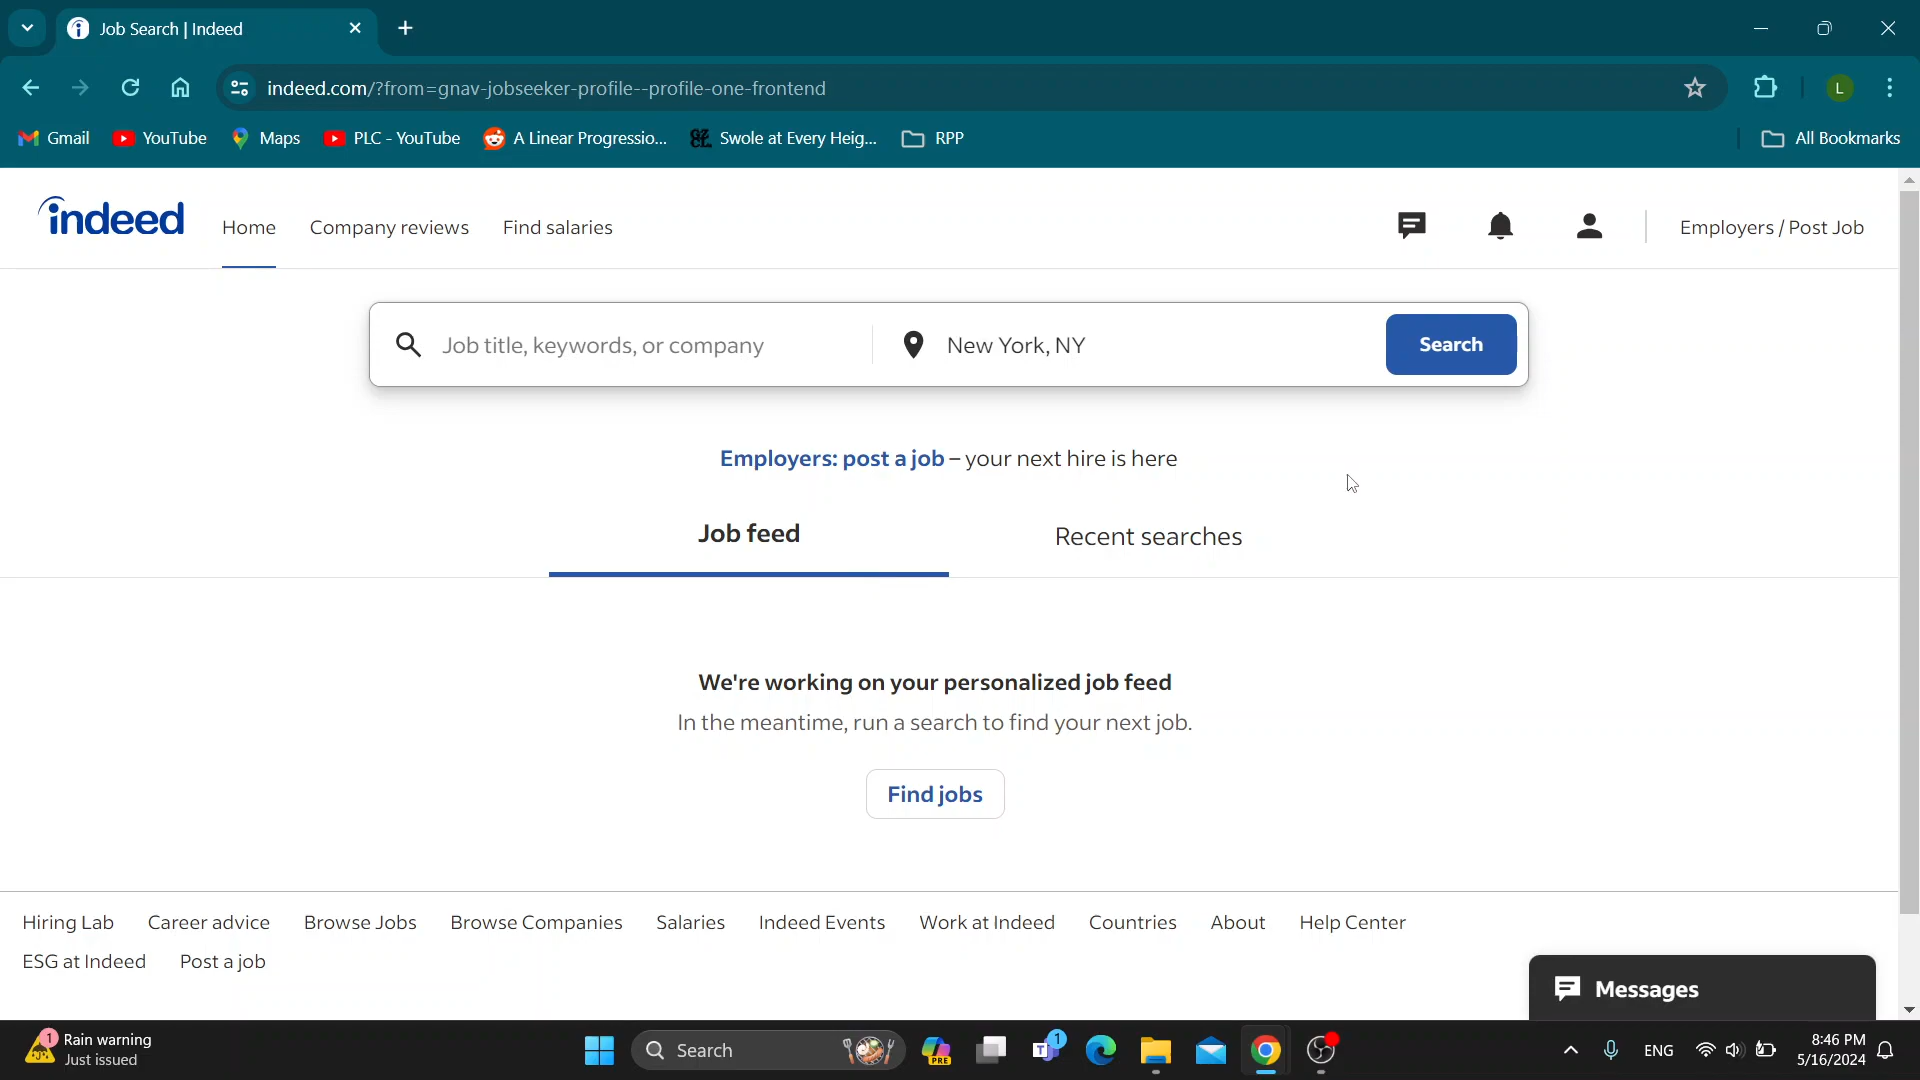 Job Search | Indeed
indeed.com/?from=gnav-jobseeker-profile--profile-one-frontend
L
Gmail
YouTube
Maps
PLC - YouTube
A Linear Progressio...
Swole at Every Heig...
RPP
All Bookmarks
indeed
Home
Company reviews
Find salaries
Employers / Post Job
Job title, keywords, or company
New York, NY
Search
Employers: post a job – your next hire is here
Job feed
Recent searches
We're working on your personalized job feed
In the meantime, run a search to find your next job.
Find jobs
Hiring Lab
Career advice
Browse Jobs
Browse Companies
Salaries
Indeed Events
Work at Indeed
Countries
About
Help Center
ESG at Indeed
Post a job
Messages
1
Rain warning
Just issued
Search
PRE
T
1
ENG
8:46 PM
5/16/2024